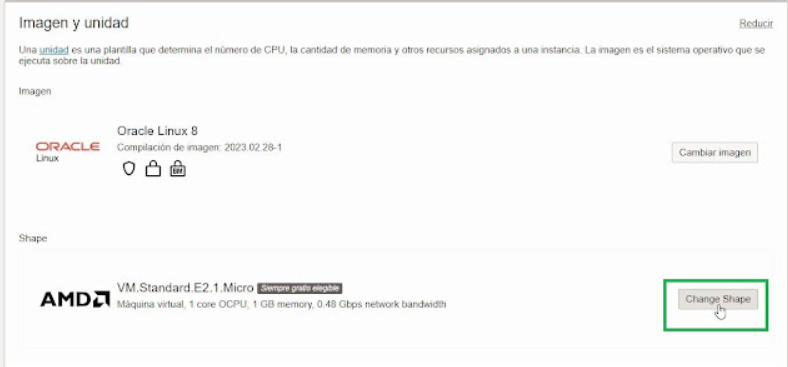 Imagen y unidad
Reducir
Una unidad es una plantilla que determina el número de CPU, la cantidad de memoria y otros recursos asignados a una instancia. La imagen es el sistema operativo que se
ejecuta sobre la unidad.
Imagen
ORACLE
Linux
Oracle Linux 8
Compilación de imagen: 2023.02.28-1
BM
Cambiar imagen
Shape
AMD
VM.Standard.E2.1.Micro Siempre gratis elegible
Máquina virtual, 1 core OCPU, 1 GB memory, 0.48 Gbps network bandwidth
Change Shape